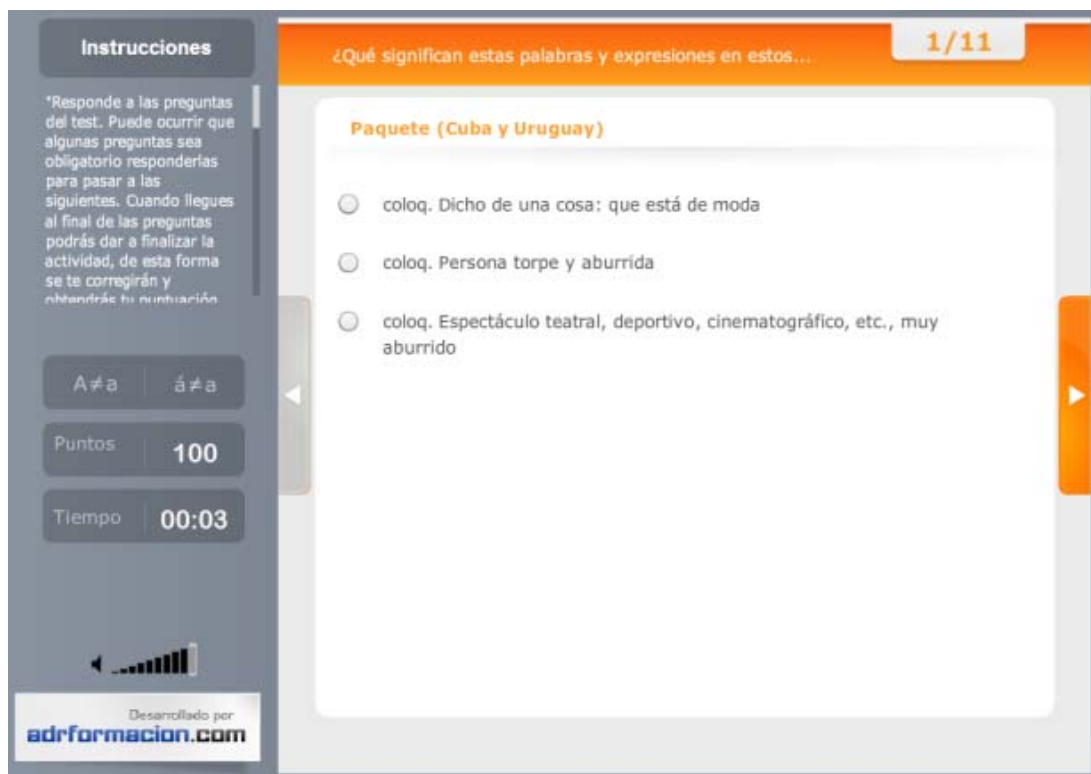 Instrucciones
"Responde a las preguntas
del test. Puede ocurrir que
algunas preguntas sea
obligatorio responderlas
para pasar a las
siguientes. Cuando llegues
al final de las preguntas
podrás dar a finalizar la
actividad, de esta forma
se te corregirán y
obtendrás tu puntuación
A≠a á≠a
Puntos 100
Tiempo 00:03
Desarrollado por
adrformacion.com
¿Qué significan estas palabras y expresiones en estos...
1/11
Paquete (Cuba y Uruguay)
coloq. Dicho de una cosa: que está de moda
coloq. Persona torpe y aburrida
coloq. Espectáculo teatral, deportivo, cinematográfico, etc., muy
aburrido